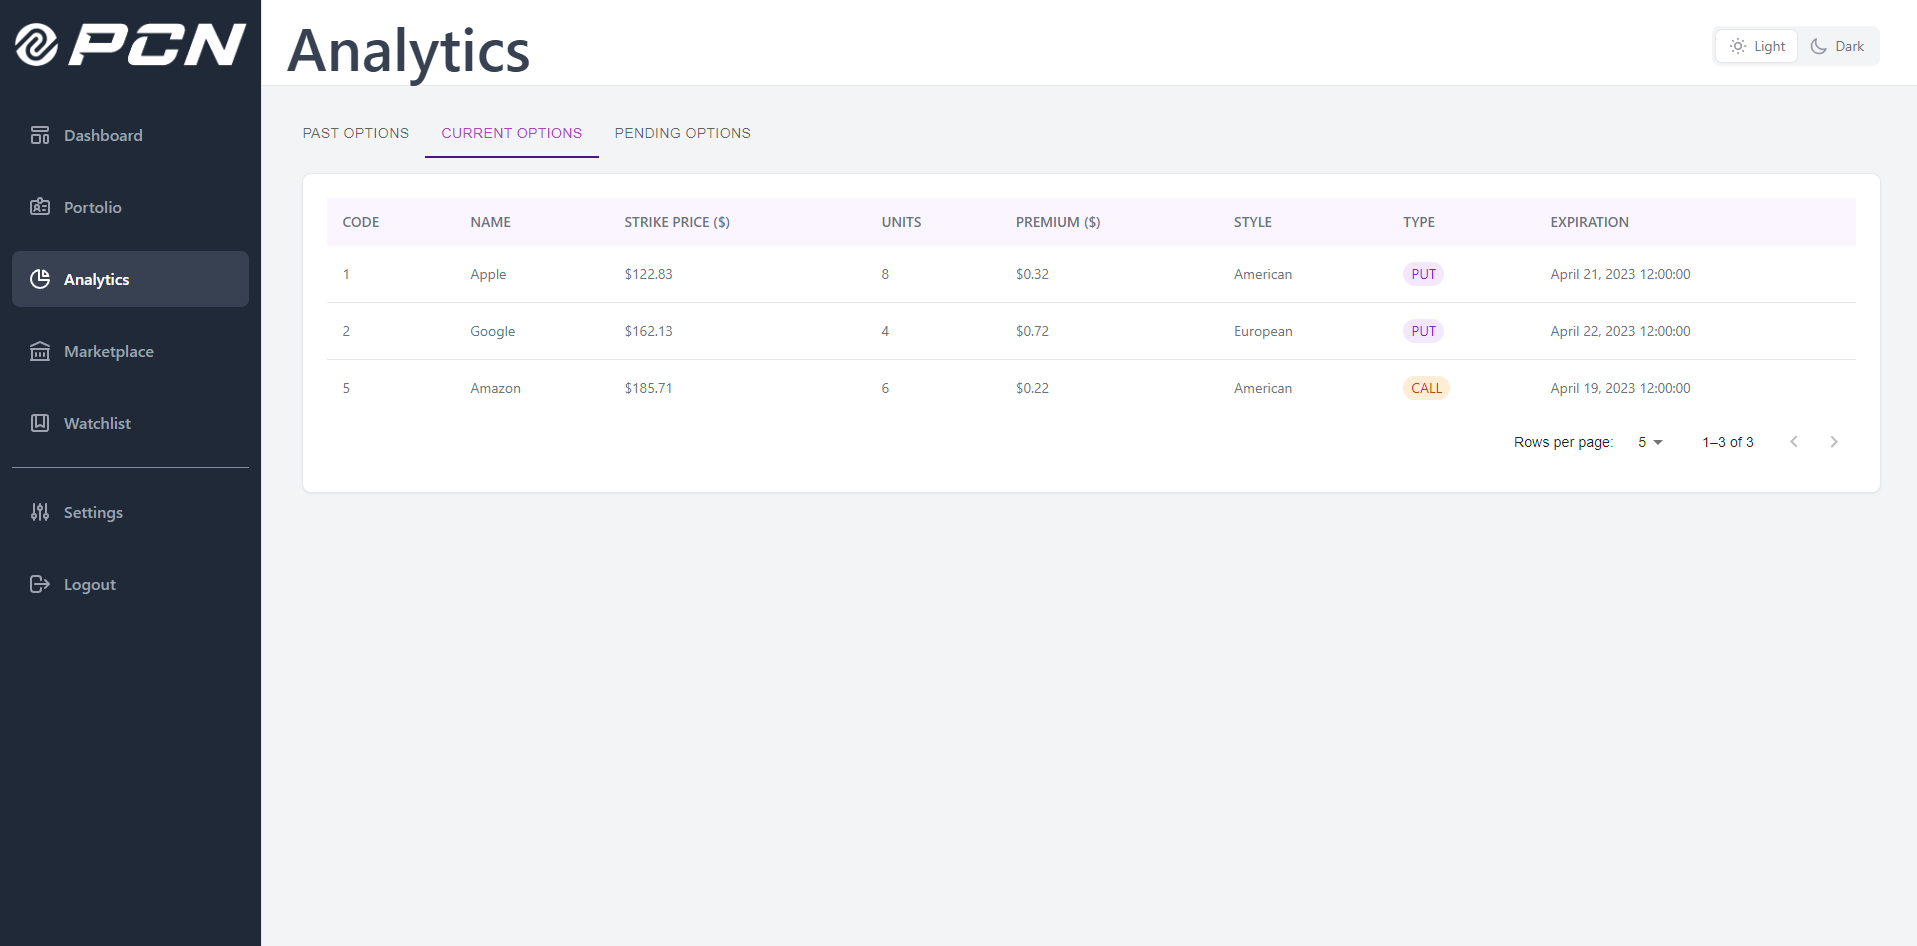 PCN
Analytics
Light Dark
Dashboard
Portolio
Analytics
Marketplace
Watchlist
Settings
Logout
PAST OPTIONS CURRENT OPTIONS PENDING OPTIONS
CODE NAME STRIKE PRICE ($) UNITS PREMIUM ($) STYLE TYPE EXPIRATION
1 Apple $122.83 8 $0.32 American PUT April 21, 2023 12:00:00
2 Google $162.13 4 $0.72 European PUT April 22, 2023 12:00:00
5 Amazon $185.71 6 $0.22 American CALL April 19, 2023 12:00:00
Rows per page: 5 1–3 of 3